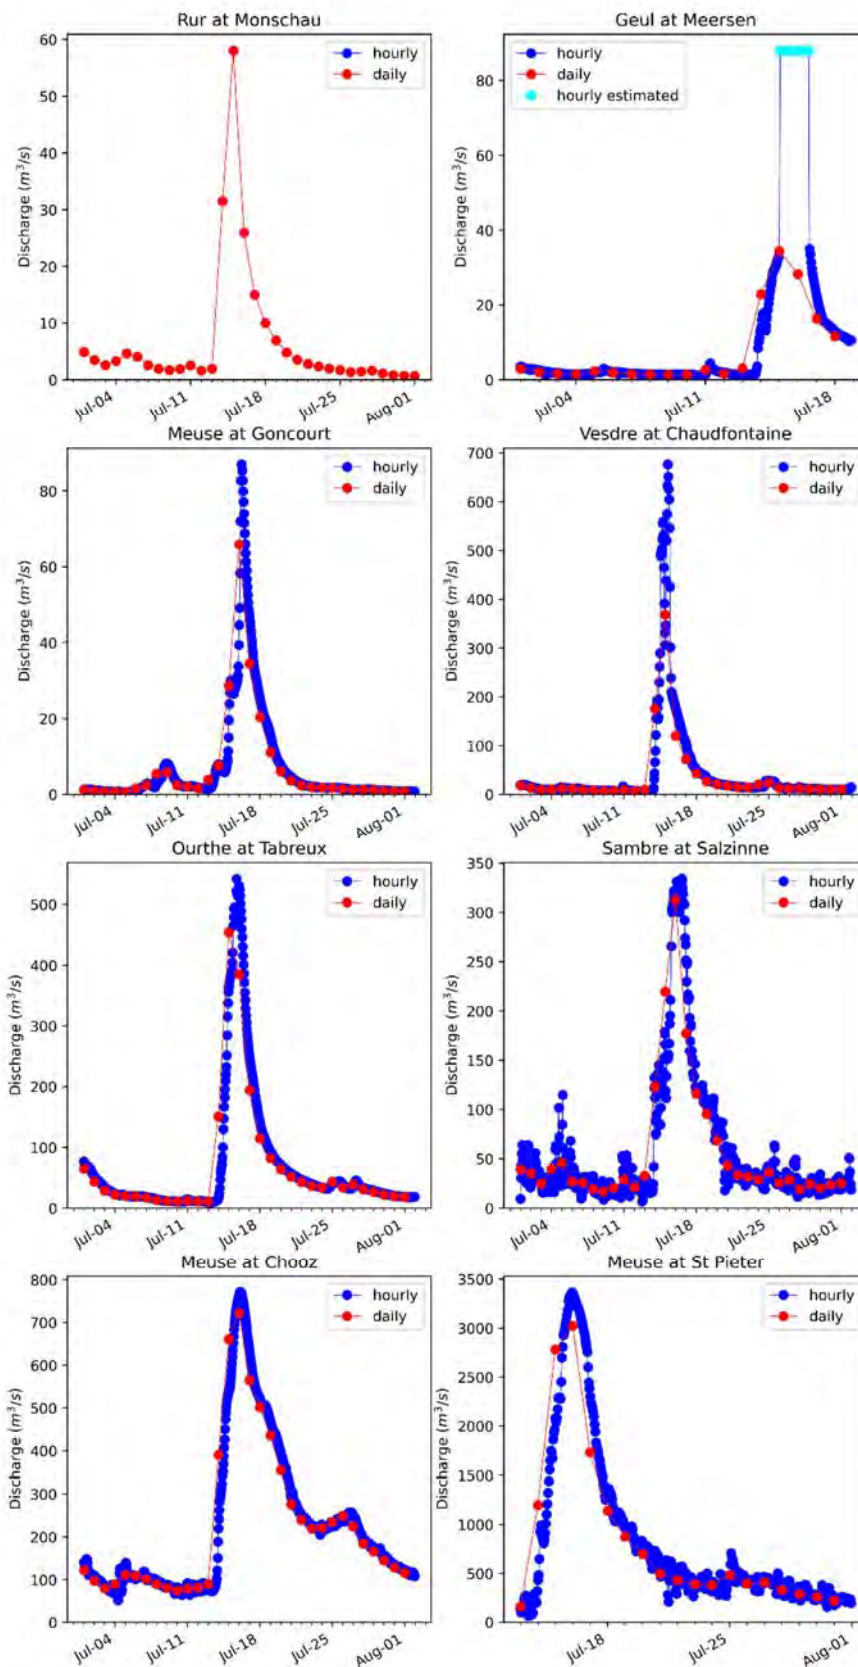 Rur at Monschau
Discharge (m³/s)
60
50
40
30
20
10
0
hourly
daily
Jul-04
Jul-11
Jul-18
Jul-25
Aug-01
Geul at Meersen
Discharge (m³/s)
80
60
40
20
0
hourly
daily
hourly estimated
Jul-04
Jul-11
Jul-18
Meuse at Goncourt
Discharge (m³/s)
80
60
40
20
0
hourly
daily
Jul-04
Jul-11
Jul-18
Jul-25
Aug-01
Vesdre at Chaudfontaine
Discharge (m³/s)
700
600
500
400
300
200
100
0
hourly
daily
Jul-04
Jul-11
Jul-18
Jul-25
Aug-01
Ourthe at Tabreux
Discharge (m³/s)
500
400
300
200
100
0
hourly
daily
Jul-04
Jul-11
Jul-18
Jul-25
Aug-01
Sambre at Salzinne
Discharge (m³/s)
350
300
250
200
150
100
50
0
hourly
daily
Jul-04
Jul-11
Jul-18
Jul-25
Aug-01
Meuse at Chooz
Discharge (m³/s)
800
700
600
500
400
300
200
100
0
hourly
daily
Jul-04
Jul-11
Jul-18
Jul-25
Aug-01
Meuse at St Pieter
Discharge (m³/s)
3500
3000
2500
2000
1500
1000
500
0
hourly
daily
Jul-18
Jul-25
Aug-01